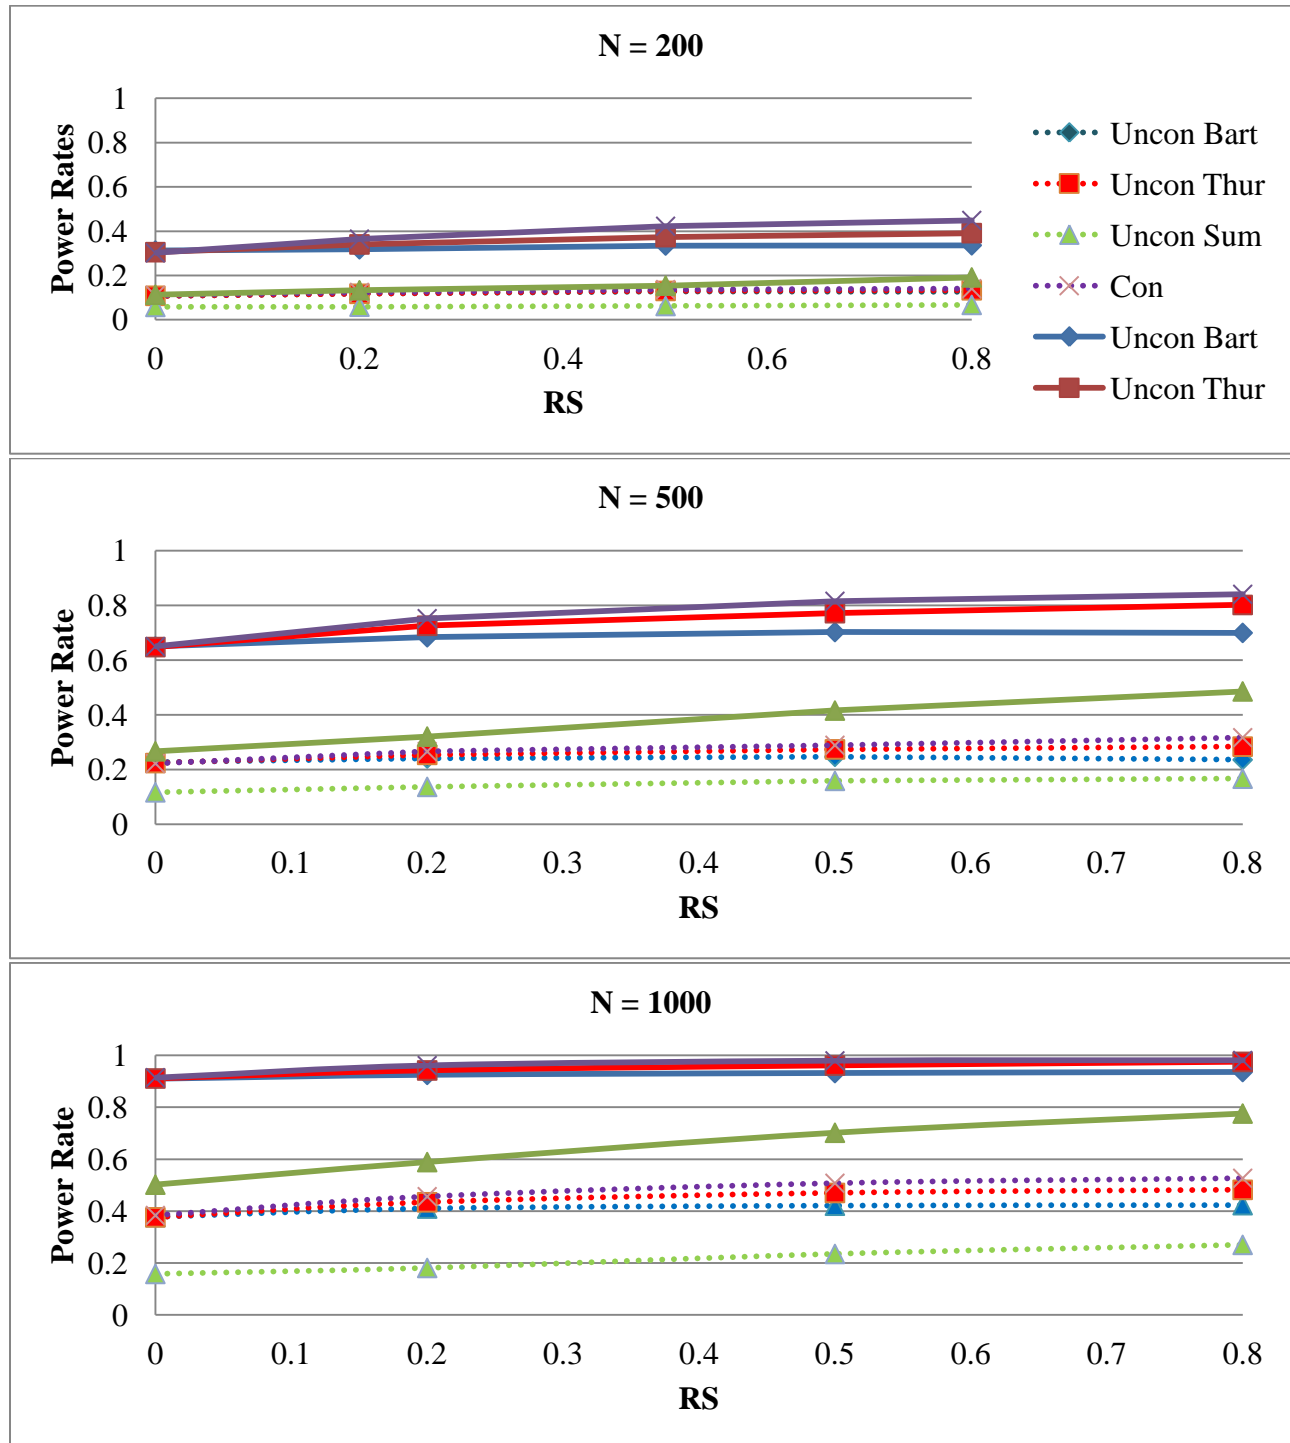 N = 200
Power Rates
1
0.8
0.6
0.4
0.2
0
0 0.2 0.4 0.6 0.8
RS
Uncon Bart
Uncon Thur
Uncon Sum
Con
Uncon Bart
Uncon Thur
N = 500
Power Rate
1
0.8
0.6
0.4
0.2
0
0 0.1 0.2 0.3 0.4 0.5 0.6 0.7 0.8
RS
N = 1000
Power Rate
1
0.8
0.6
0.4
0.2
0
0 0.1 0.2 0.3 0.4 0.5 0.6 0.7 0.8
RS